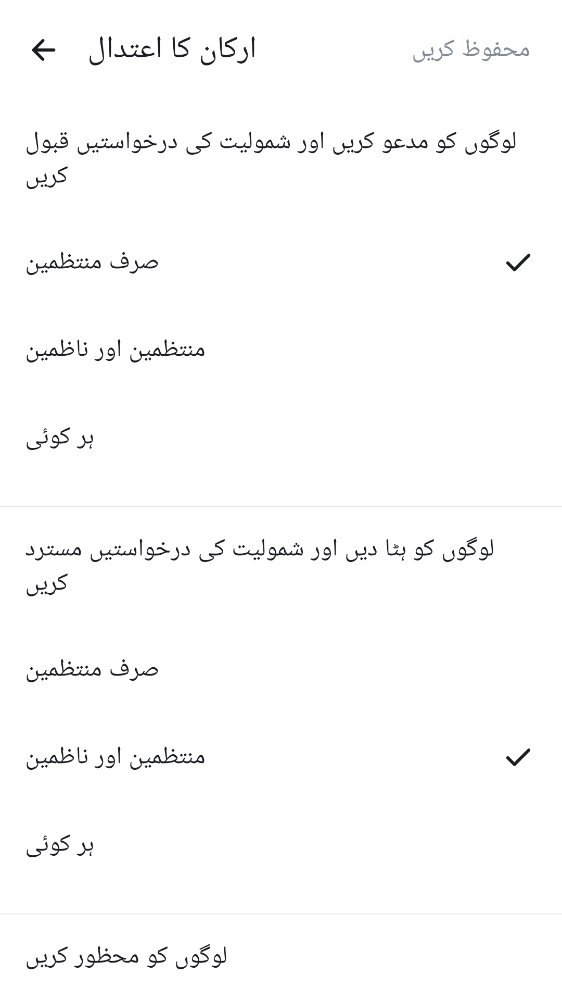 ارکان کا اعتدال
محفوظ کریں
لوگوں کو مدعو کریں اور شمولیت کی درخواستیں قبول
کریں
صرف منتظمین
منتظمین اور ناظمین
ہر کوئی
لوگوں کو ہٹا دیں اور شمولیت کی درخواستیں مسترد
کریں
صرف منتظمین
منتظمین اور ناظمین
ہر کوئی
لوگوں کو محظور کریں